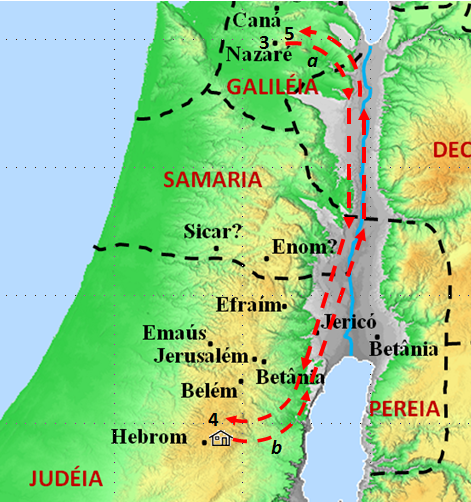 Caná
3 5
Nazaré
a
GALILÉIA
DEC
SAMARIA
Sicar?
Enom?
Efraím
Jericó
Emaús
Betânia
Jerusalém
Betânia
Belém
PEREIA
4
Hebrom
b
JUDÉIA